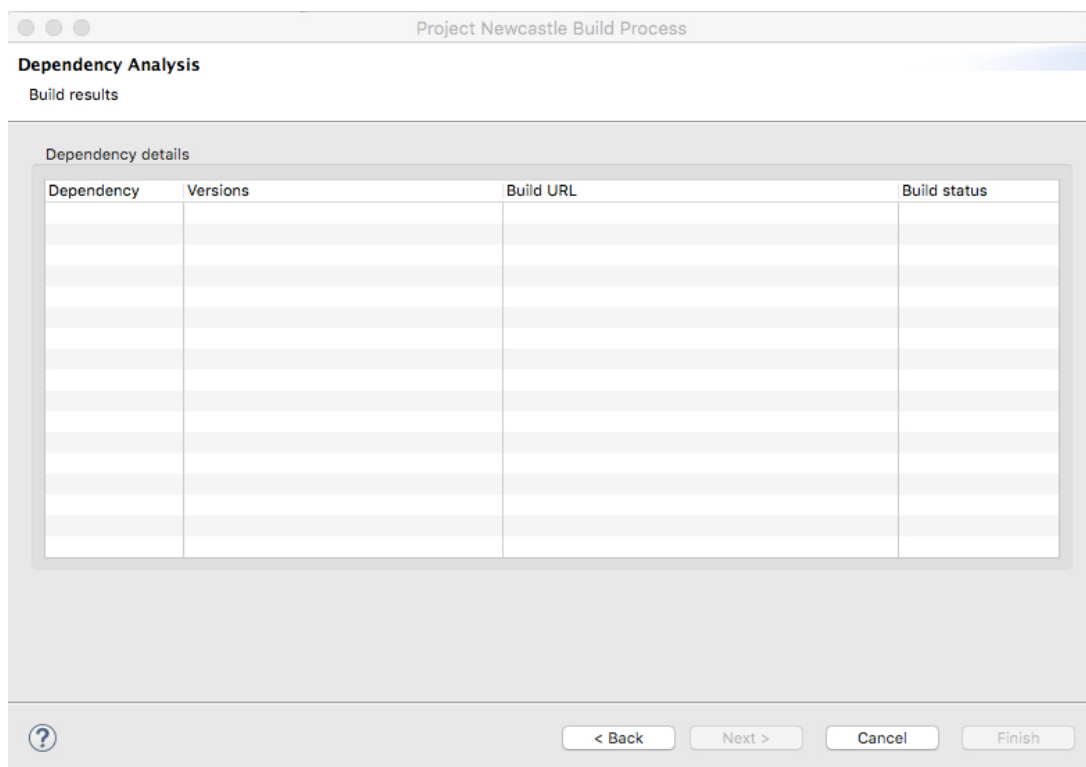 Project Newcastle Build Process
Dependency Analysis
Build results
Dependency details
Dependency Versions Build URL Build status
? < Back Next > Cancel Finish